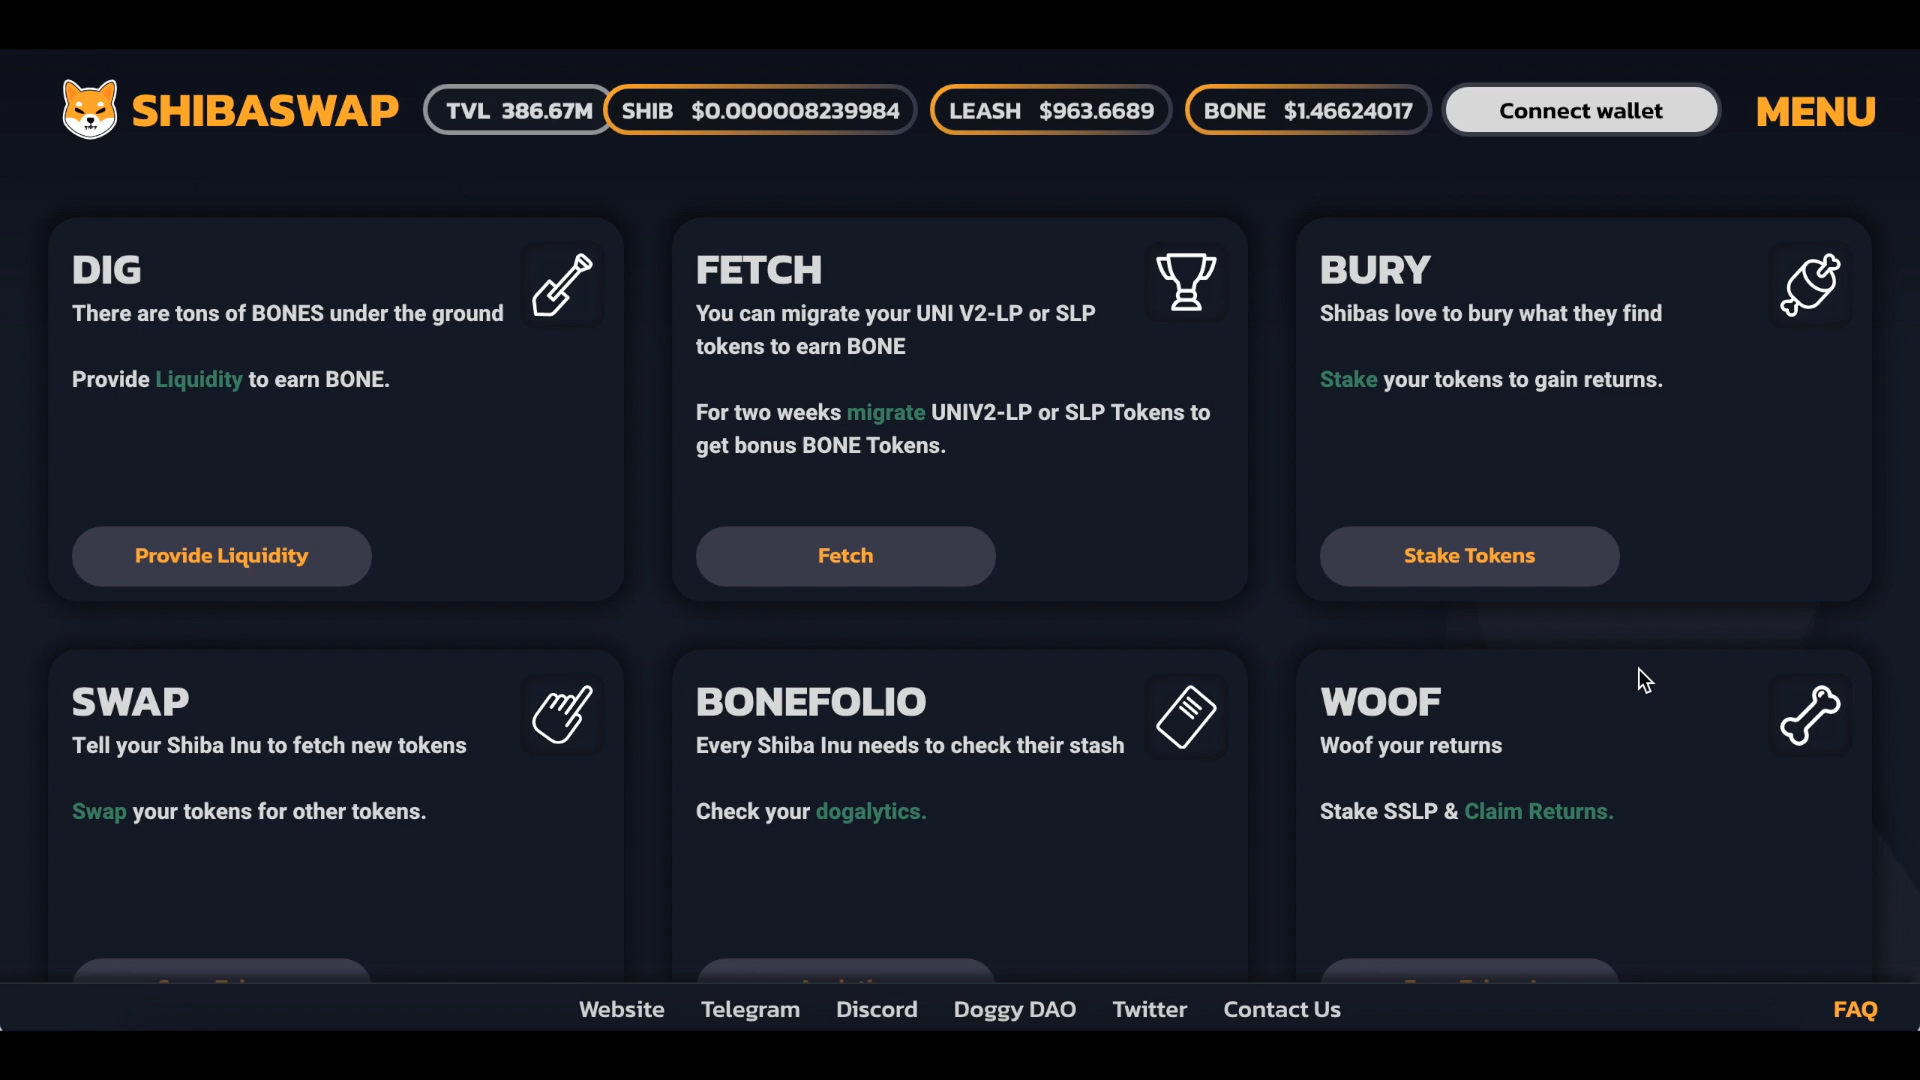 SHIBASWAP
TVL 386.67M
SHIB $0.000008239984
LEASH $963.6689
BONE $1.46624017
Connect wallet
MENU
DIG
There are tons of BONES under the ground
Provide Liquidity to earn BONE.
Provide Liquidity
FETCH
You can migrate your UNI V2-LP or SLP
tokens to earn BONE
For two weeks migrate UNIV2-LP or SLP Tokens to
get bonus BONE Tokens.
Fetch
BURY
Shibas love to bury what they find
Stake your tokens to gain returns.
Stake Tokens
SWAP
Tell your Shiba Inu to fetch new tokens
Swap your tokens for other tokens.
BONEFOLIO
Every Shiba Inu needs to check their stash
Check your dogalytics.
WOOF
Woof your returns
Stake SSLP & Claim Returns.
Website
Telegram
Discord
Doggy DAO
Twitter
Contact Us
FAQ